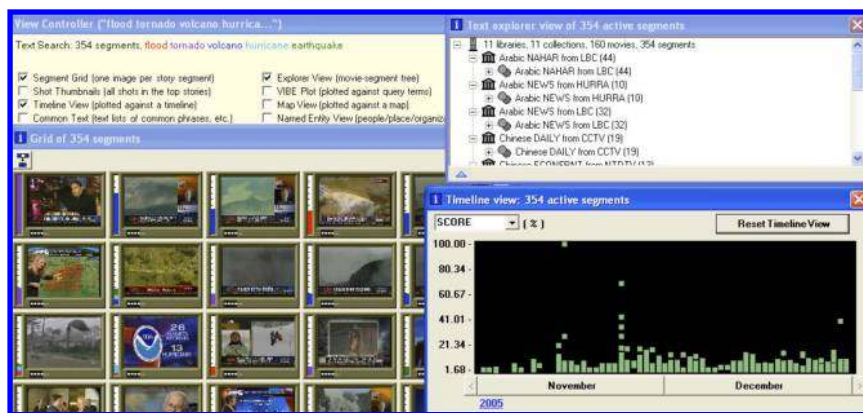 View Controller ("flood tornado volcano hurrica...")
Text Search: 354 segments, flood tornado volcano hurricane earthquake
Segment Grid (one image per story segment)
Shot Thumbnails (all shots in the top stories)
Timeline View (plotted against a timeline)
Common Text (text lists of common phrases, etc.)
Explorer View (movie-segment tree)
VIBE Plot (plotted against query terms)
Map View (plotted against a map)
Named Entity View (people/place/organiz
Grid of 354 segments
26
13
Text explorer view of 354 active segments
11 libraries, 11 collections, 160 movies, 354 segments
Arabic NAHAR from LBC (44)
Arabic NAHAR from LBC (44)
Arabic NEWS from HURRA (10)
Arabic NEWS from HURRA (10)
Arabic NEWS from LBC (32)
Arabic NEWS from LBC (32)
Chinese DAILY from CCTV (19)
Chinese DAILY from CCTV (19)
Chinese ECONFRNT from NTDTV (13)
Timeline view: 354 active segments
SCORE (%)
Reset Timeline View
100.00
80.34
60.67
41.01
21.34
1.68
November
December
2005